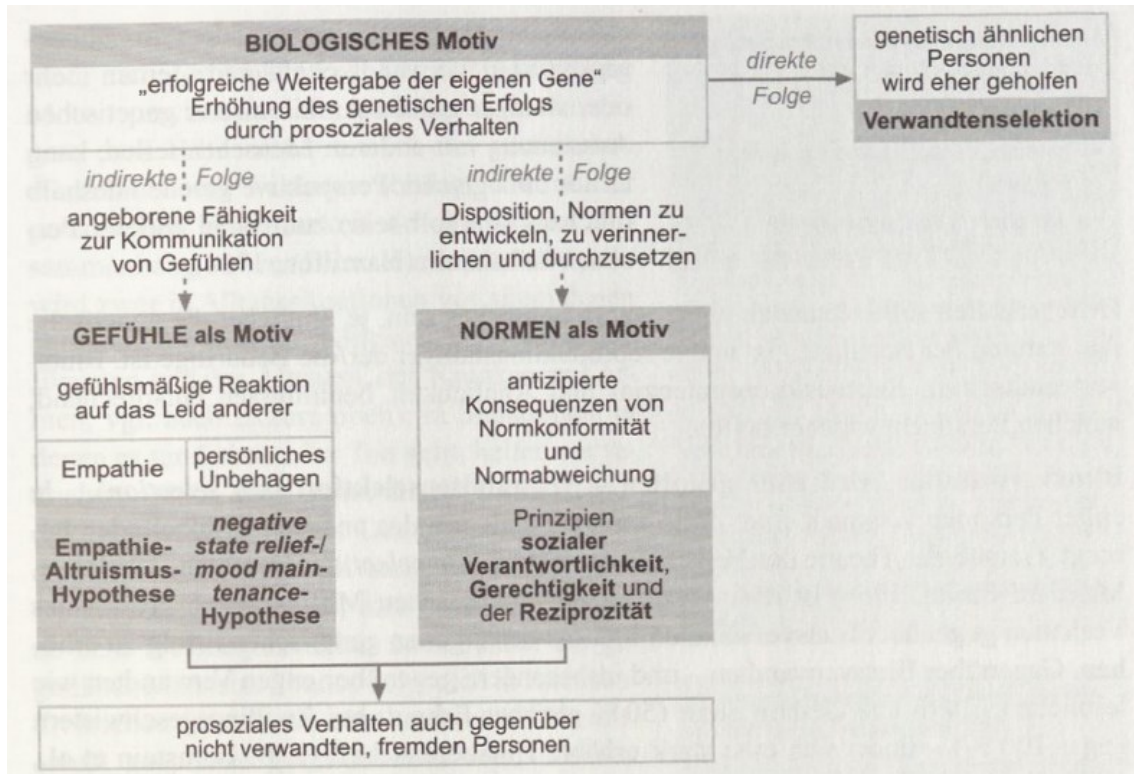 BIOLOGISCHES Motiv
„erfolgreiche Weitergabe der eigenen Gene“
Erhöhung des genetischen Erfolgs
durch prosoziales Verhalten
direkte
Folge
genetisch ähnlichen
Personen
wird eher geholfen
Verwandtenselektion
indirekte Folge
angeborene Fähigkeit
zur Kommunikation
von Gefühlen
indirekte Folge
Disposition, Normen zu
entwickeln, zu verinner-
lichen und durchzusetzen
GEFÜHLE als Motiv
gefühlsmäßige Reaktion
auf das Leid anderer
Empathie
persönliches
Unbehagen
Empathie-
Altruismus-
Hypothese
negative
state relief-/
mood main-
tenance-
Hypothese
NORMEN als Motiv
antizipierte
Konsequenzen von
Normkonformität
und
Normabweichung
Prinzipien
sozialer
Verantwortlichkeit,
Gerechtigkeit und
der Reziprozität
prosoziales Verhalten auch gegenüber
nicht verwandten, fremden Personen